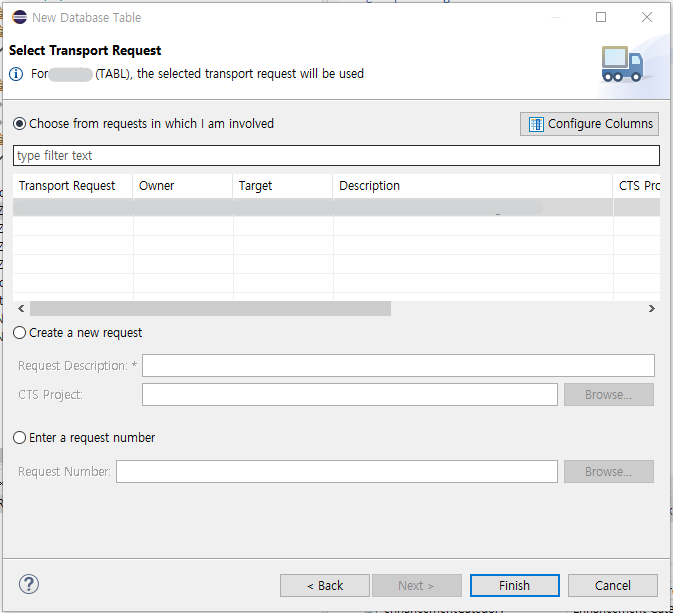 New Database Table
Select Transport Request
For (TABL), the selected transport request will be used
Choose from requests in which I am involved
Configure Columns
type filter text
Transport Request Owner Target Description CTS Pro
Create a new request
Request Description: *
CTS Project:
Browse...
Enter a request number
Request Number:
Browse...
? < Back Next > Finish Cancel